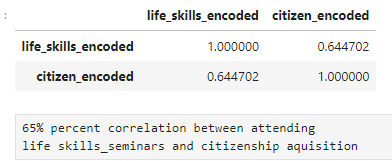 :
life_skills_encoded citizen_encoded
life_skills_encoded 1.000000 0.644702
citizen_encoded 0.644702 1.000000
65% percent correlation between attending
life skills_seminars and citizenship aquisition